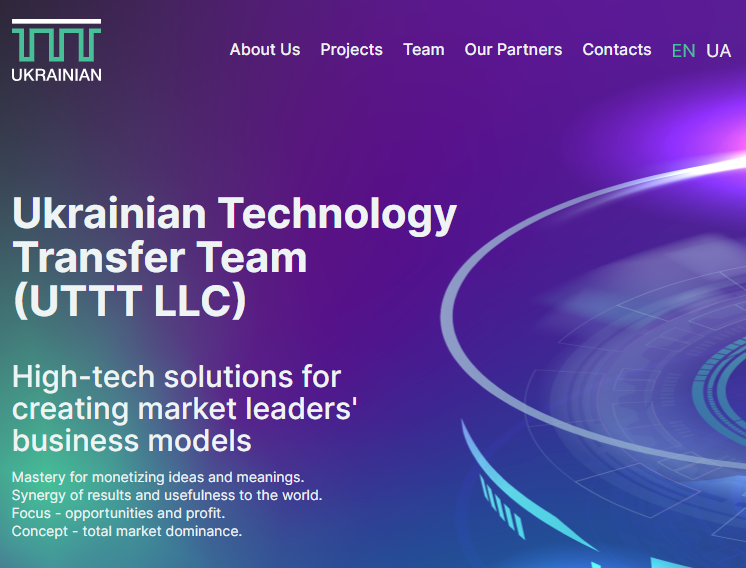 UKRAINIAN
About Us Projects Team Our Partners Contacts EN UA
Ukrainian Technology
Transfer Team
(UTTT LLC)
High-tech solutions for
creating market leaders'
business models
Mastery for monetizing ideas and meanings.
Synergy of results and usefulness to the world.
Focus - opportunities and profit.
Concept - total market dominance.